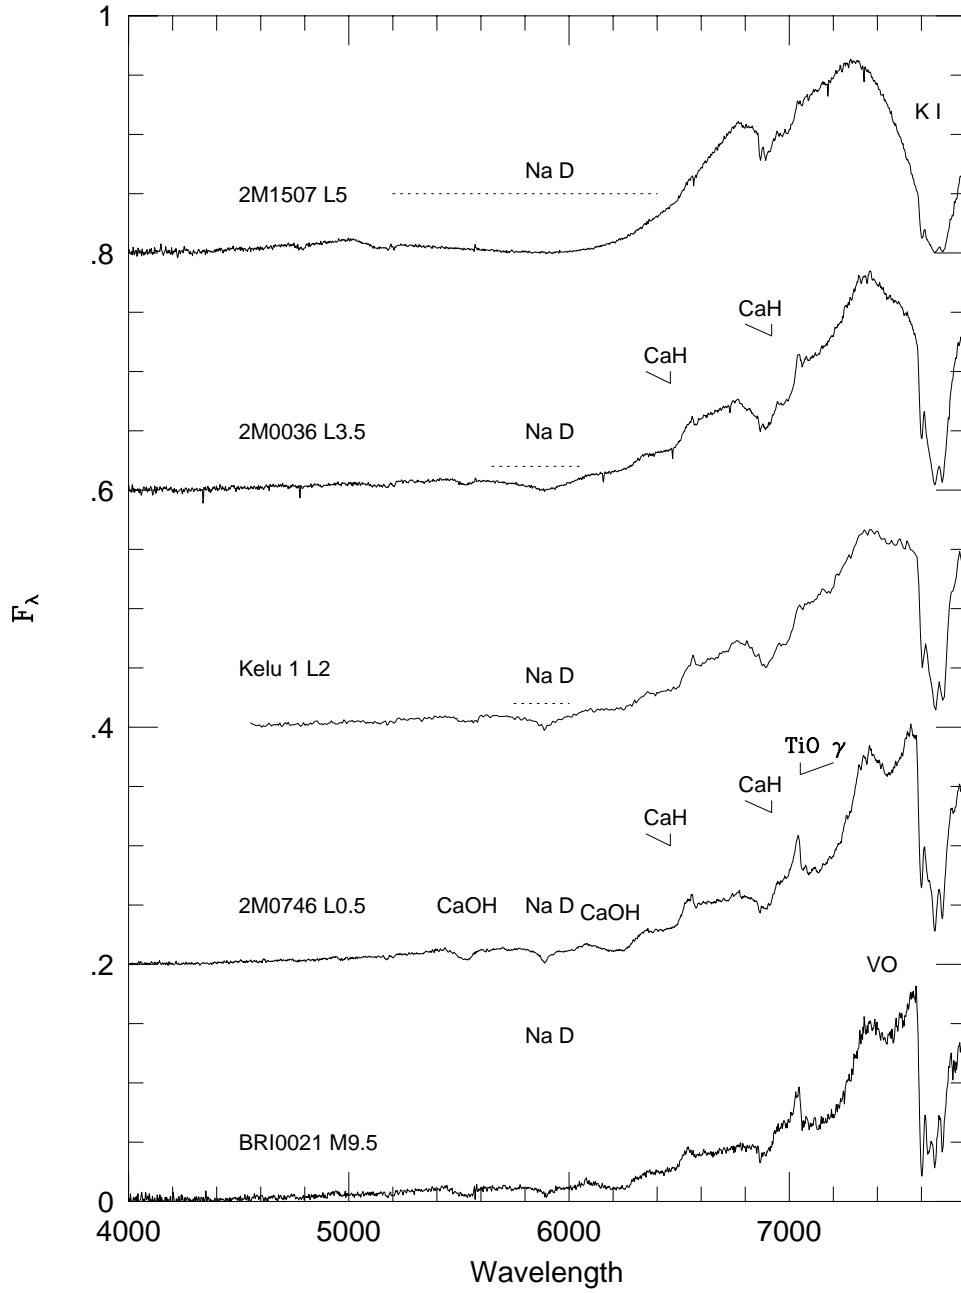 1
K I
Na D
2M1507 L5
.8
CaH
CaH
2M0036 L3.5
Na D
.6
F λ
Kelu 1 L2
Na D
.4
TiO γ
CaH
CaH
2M0746 L0.5
CaOH
Na D
CaOH
.2
VO
Na D
BRI0021 M9.5
0
4000
5000
6000
7000
Wavelength